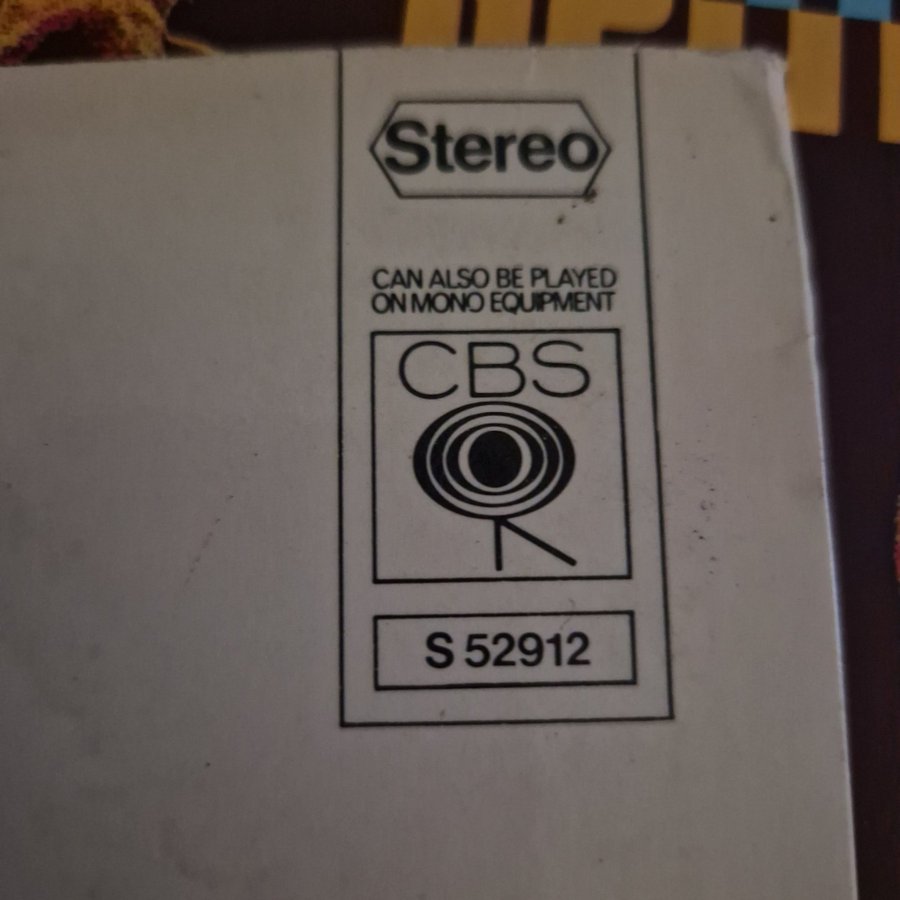 Stereo
CAN ALSO BE PLAYED
ON MONO EQUIPMENT
CBS
S 52912